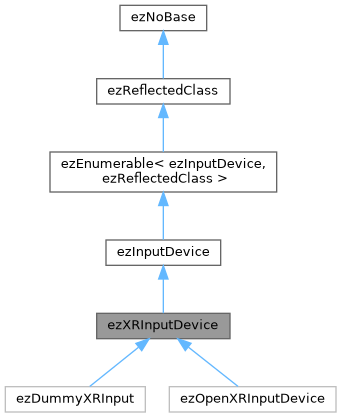 ezNoBase
ezReflectedClass
ezEnumerable< ezInputDevice,
ezReflectedClass >
ezInputDevice
ezXRInputDevice
ezDummyXRInput
ezOpenXRInputDevice